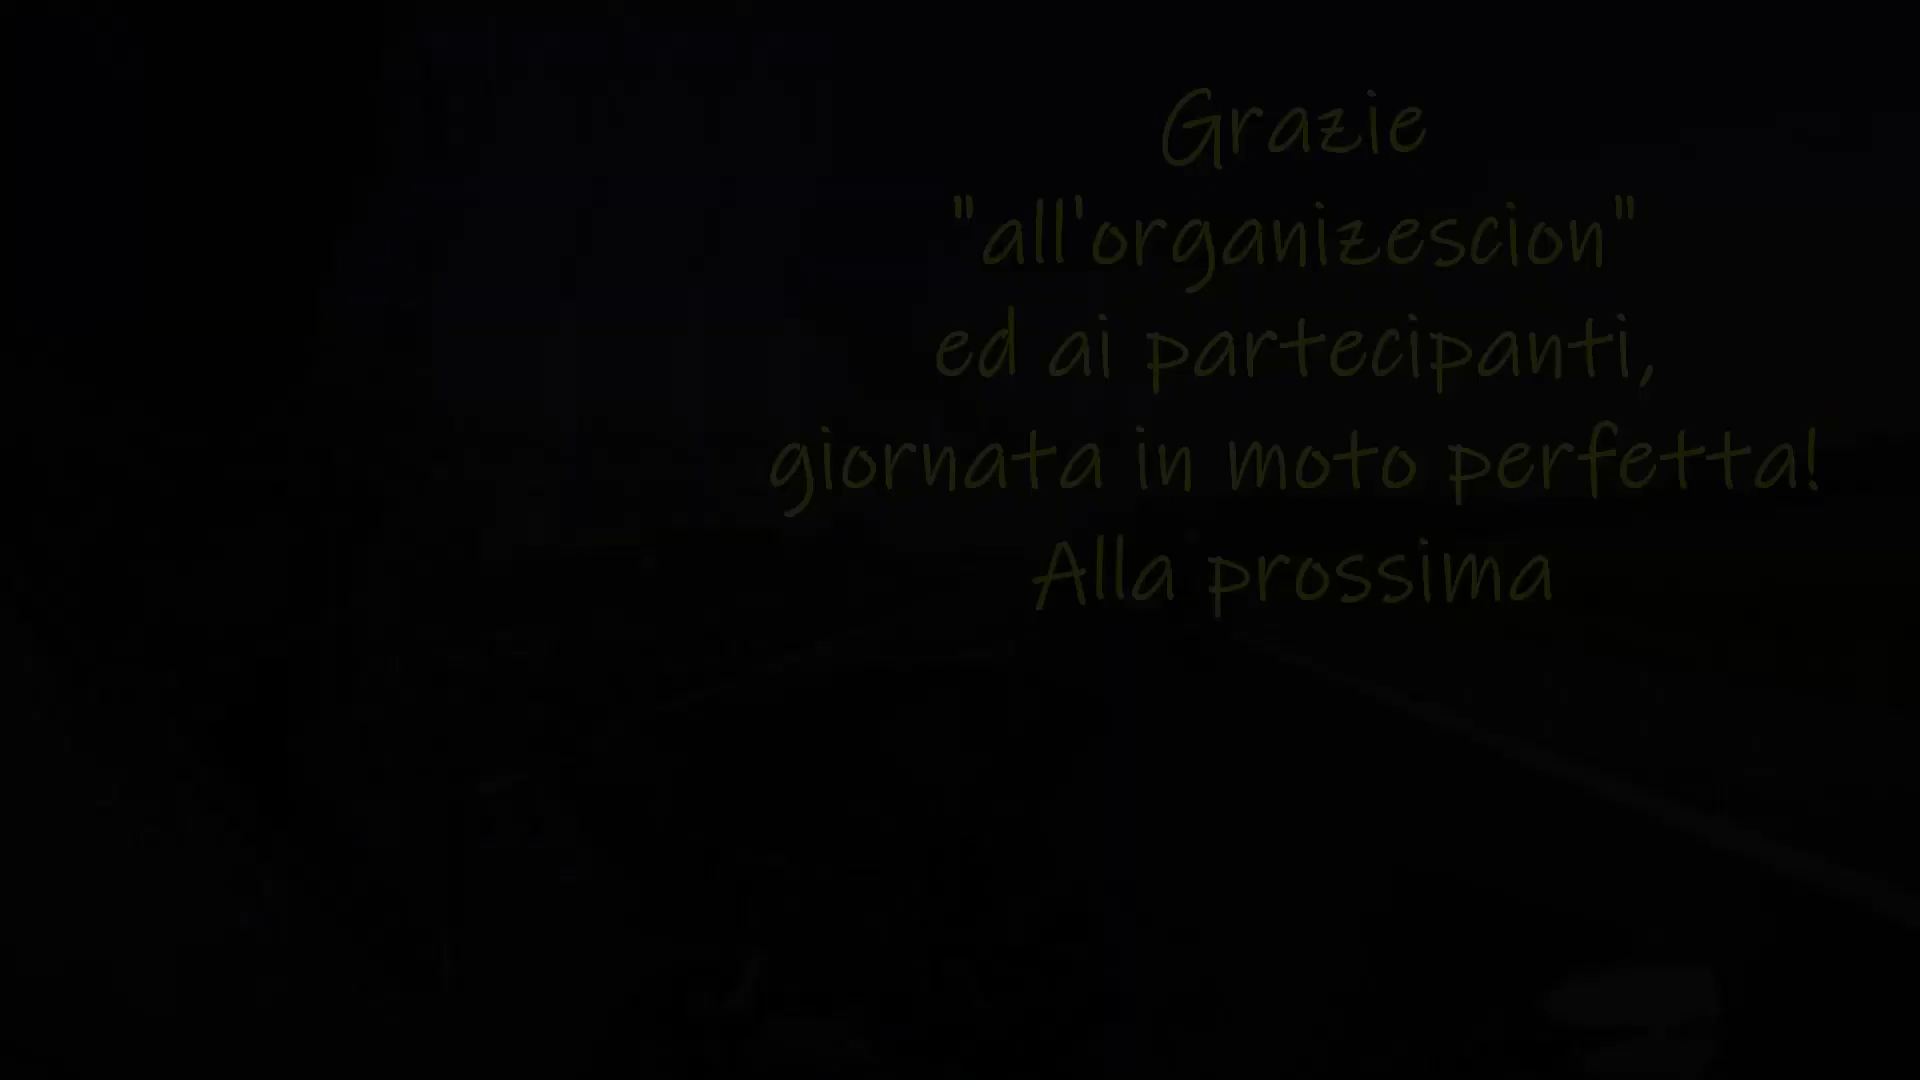 Grazie
"all'organizescion"
ed ai partecipanti,
giornata in moto perfetta!
Alla prossima